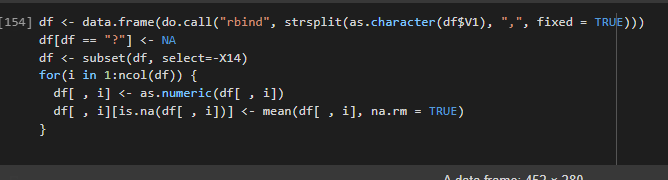 [154] df <- data.frame(do.call("rbind", strsplit(as.character(df$V1), ",", fixed = TRUE)))
df[df == "?"] <- NA
df <- subset(df, select=-X14)
for(i in 1:ncol(df)) {
  df[ , i] <- as.numeric(df[ , i])
  df[ , i][is.na(df[ , i])] <- mean(df[ , i], na.rm = TRUE)
}
A data frame: 452 × 280